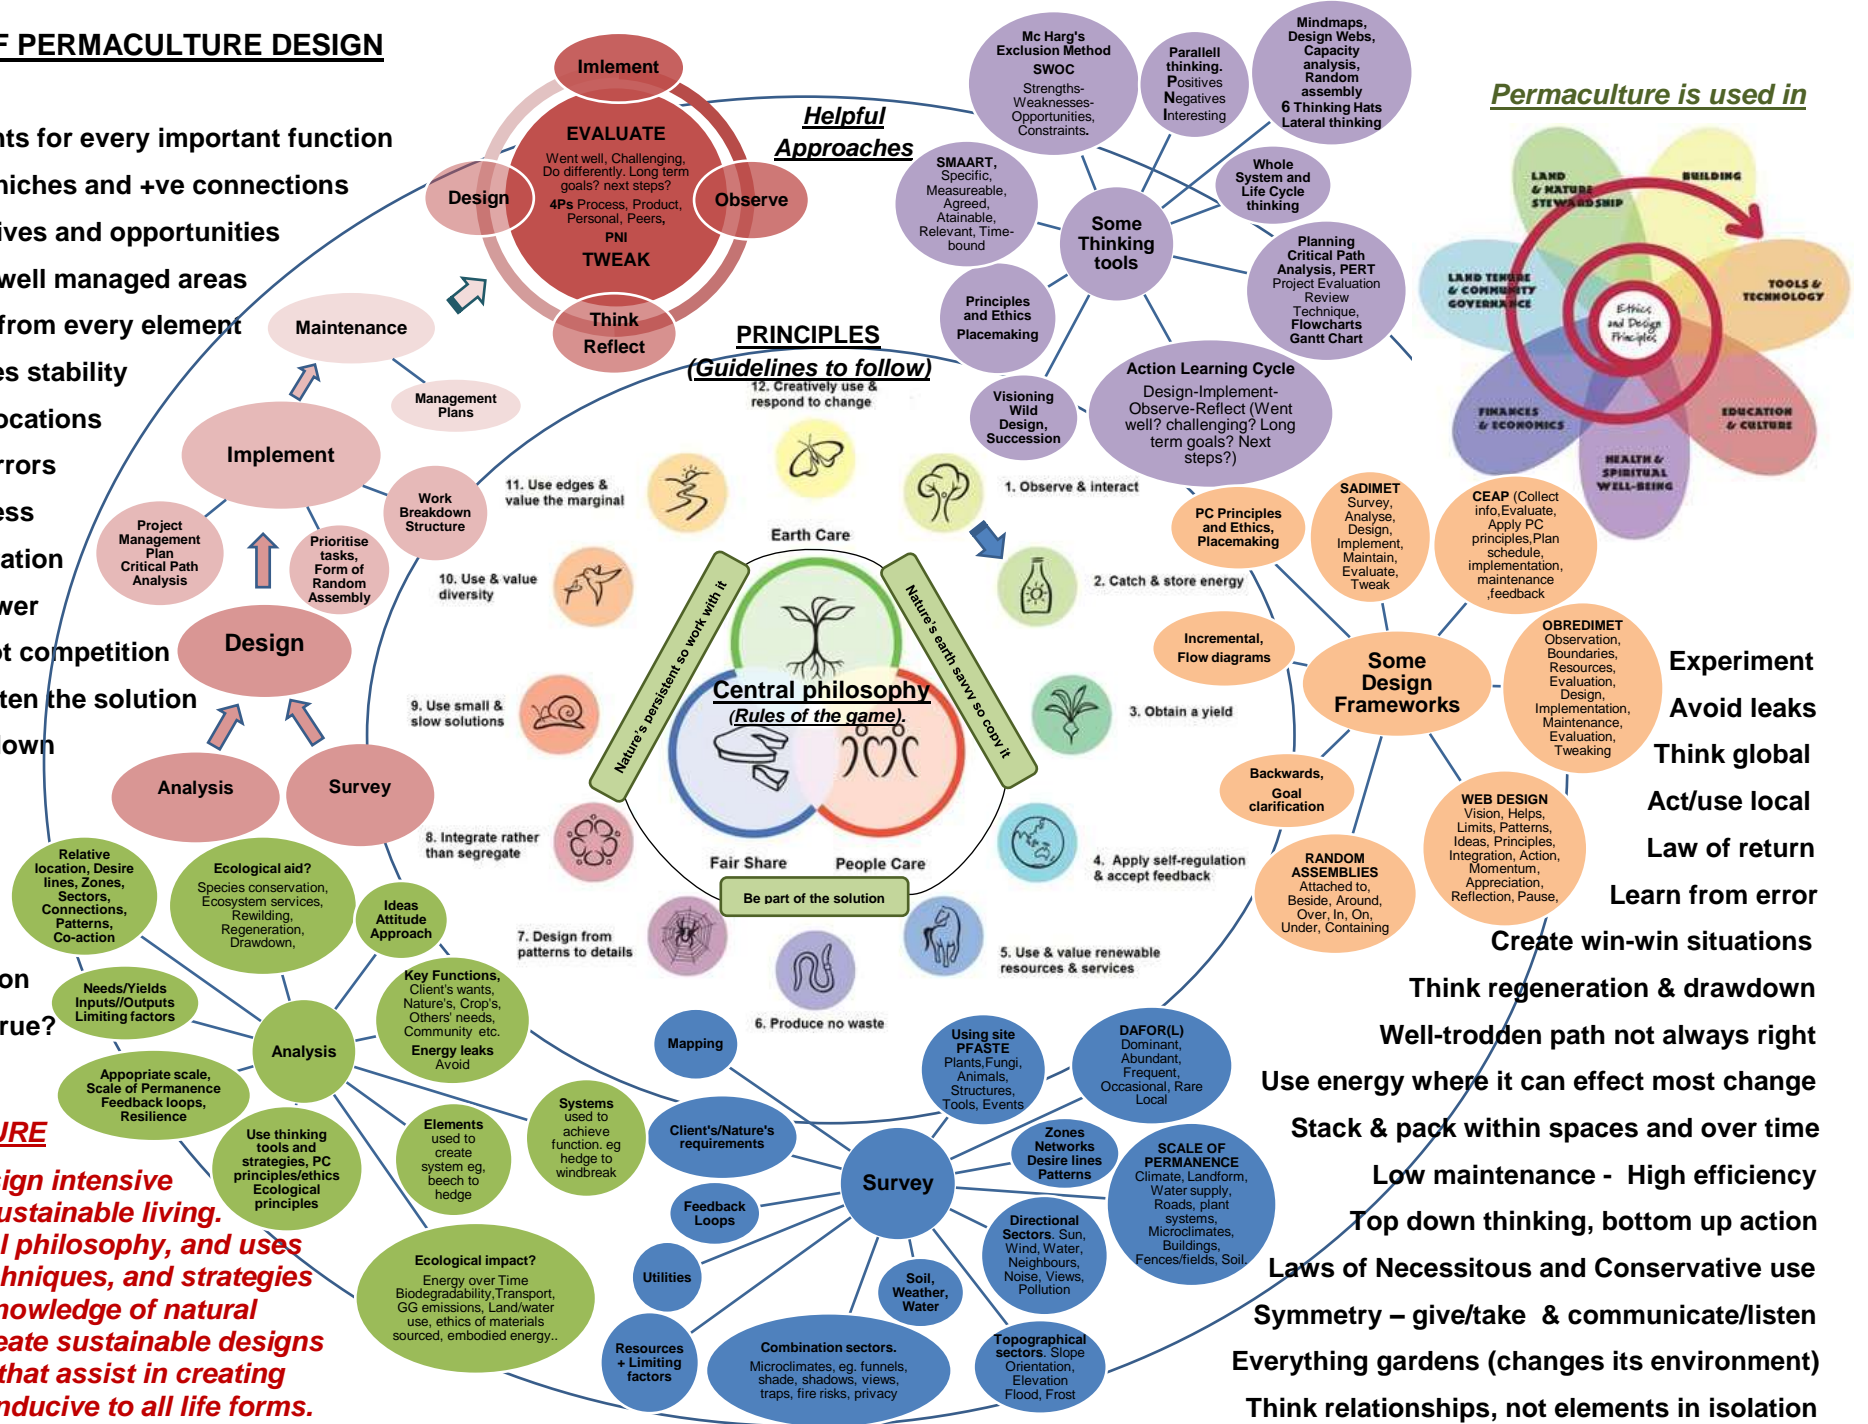 F PERMACULTURE DESIGN
nts for every important function
niches and +ve connections
ives and opportunities
well managed areas
from every element
es stability
ocations
rrors
ess
ation
wer
ot competition
ten the solution
lown
on
rue?
URE
sign intensive
ustainable living.
l philosophy, and uses
chniques, and strategies
nowledge of natural
eate sustainable designs
that assist in creating
nducive to all life forms.
Imlement
EVALUATE
Went well, Challenging,
Do differently. Long term
goals? next steps?
4Ps Process, Product,
Personal, Peers,
PNI
TWEAK
Design
Observe
Think
Reflect
Maintenance
Management
Plans
Implement
Work
Breakdown
Structure
Project
Management
Plan
Critical Path
Analysis
Prioritise
tasks,
Form of
Random
Assembly
Design
Analysis
Survey
Helpful
Approaches
Mc Harg's
Exclusion Method
SWOC
Strengths-
Weaknesses-
Opportunities,
Constraints.
Parallell
thinking.
Positives
Negatives
Interesting
Mindmaps,
Design Webs,
Capacity
analysis,
Random
assembly
6 Thinking Hats
Lateral thinking
SMAART,
Specific,
Measureable,
Agreed,
Atainable,
Relevant, Time-
bound
Whole
System and
Life Cycle
thinking
Some
Thinking
tools
Planning
Critical Path
Analysis, PERT
Project Evaluation
Review
Technique,
Flowcharts
Gantt Chart
Principles
and Ethics
Placemaking
Visioning
Wild
Design,
Succession
Action Learning Cycle
Design-Implement-
Observe-Reflect (Went
well? challenging? Long
term goals? Next
steps?)
Permaculture is used in
LAND
& NATURE
STEWARDSHIP
BUILDING
LAND TENURE
& COMMUNITY
GOVERNANCE
TOOLS &
TECHNOLOGY
Ethics
and Design
Principles
FINANCES
& ECONOMICS
EDUCATION
& CULTURE
HEALTH &
SPIRITUAL
WELL-BEING
PRINCIPLES
(Guidelines to follow)
12. Creatively use &
respond to change
11. Use edges &
value the marginal
1. Observe & interact
10. Use & value
diversity
2. Catch & store energy
9. Use small &
slow solutions
3. Obtain a yield
8. Integrate rather
than segregate
4. Apply self-regulation
& accept feedback
7. Design from
patterns to details
5. Use & value renewable
resources & services
6. Produce no waste
Earth Care
Nature's persistent so work with it
Nature's earth savvy so copy it
Central philosophy
(Rules of the game).
Fair Share
People Care
Be part of the solution
PC Principles
and Ethics,
Placemaking
SADIMET
Survey,
Analyse,
Design,
Implement,
Maintain,
Evaluate,
Tweak
CEAP (Collect
info,Evaluate,
Apply PC
principles,Plan
schedule,
implementation,
maintenance
,feedback
Incremental,
Flow diagrams
Some
Design
Frameworks
OBREDIMET
Observation,
Boundaries,
Resources,
Evaluation,
Design,
Implementation,
Maintenance,
Evaluation,
Tweaking
Backwards,
Goal
clarification
WEB DESIGN
Vision, Helps,
Limits, Patterns,
Ideas, Principles,
Integration, Action,
Momentum,
Appreciation,
Reflection, Pause,
RANDOM
ASSEMBLIES
Attached to,
Beside, Around,
Over, In, On,
Under, Containing
Experiment
Avoid leaks
Think global
Act/use local
Law of return
Learn from error
Create win-win situations
Think regeneration & drawdown
Well-trodden path not always right
Use energy where it can effect most change
Stack & pack within spaces and over time
Low maintenance - High efficiency
Top down thinking, bottom up action
Laws of Necessitous and Conservative use
Symmetry – give/take & communicate/listen
Everything gardens (changes its environment)
Think relationships, not elements in isolation
Relative
location, Desire
lines, Zones,
Sectors,
Connections,
Patterns,
Co-action
Ecological aid?
Species conservation,
Ecosystem services,
Rewilding,
Regeneration,
Drawdown,
Ideas
Attitude
Approach
Needs/Yields
Inputs//Outputs
Limiting factors
Key Functions,
Client's wants,
Nature's, Crop's,
Others' needs,
Community etc.
Energy leaks
Avoid
Analysis
Appopriate scale,
Scale of Permanence
Feedback loops,
Resilience
Use thinking
tools and
strategies, PC
principles/ethics
Ecological
principles
Elements
used to
create
system eg,
beech to
hedge
Systems
used to
achieve
function. eg
hedge to
windbreak
Ecological impact?
Energy over Time
Biodegradability,Transport,
GG emissions, Land/water
use, ethics of materials
sourced, embodied energy..
Mapping
Using site
PFASTE
Plants,Fungi,
Animals,
Structures,
Tools, Events
DAFOR(L)
Dominant,
Abundant,
Frequent,
Occasional, Rare
Local
Client's/Nature's
requirements
Zones
Networks
Desire lines
Patterns
SCALE OF
PERMANENCE
Climate, Landform,
Water supply,
Roads, plant
systems,
Microclimates,
Buildings,
Fences/fields, Soil.
Survey
Feedback
Loops
Directional
Sectors. Sun,
Wind, Water,
Neighbours,
Noise, Views,
Pollution
Utilities
Soil,
Weather,
Water
Resources
+ Limiting
factors
Combination sectors.
Microclimates, eg. funnels,
shade, shadows, views,
traps, fire risks, privacy
Topographical
sectors. Slope
Orientation,
Elevation
Flood, Frost